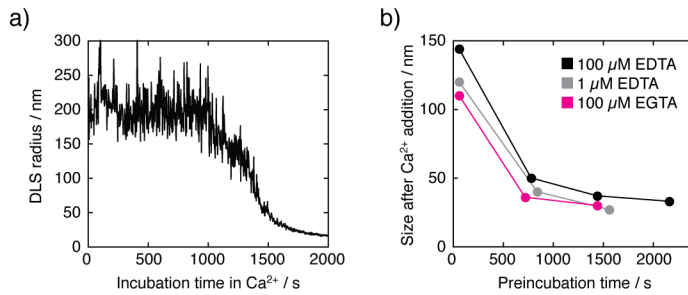 a)
300
250
200
150
100
50
0
DLS radius / nm
0 500 1000 1500 2000
Incubation time in Ca²⁺ / s
b)
150
100
50
0
Size after Ca²⁺ addition / nm
100 µM EDTA
1 µM EDTA
100 µM EGTA
0 500 1000 1500 2000
Preincubation time / s